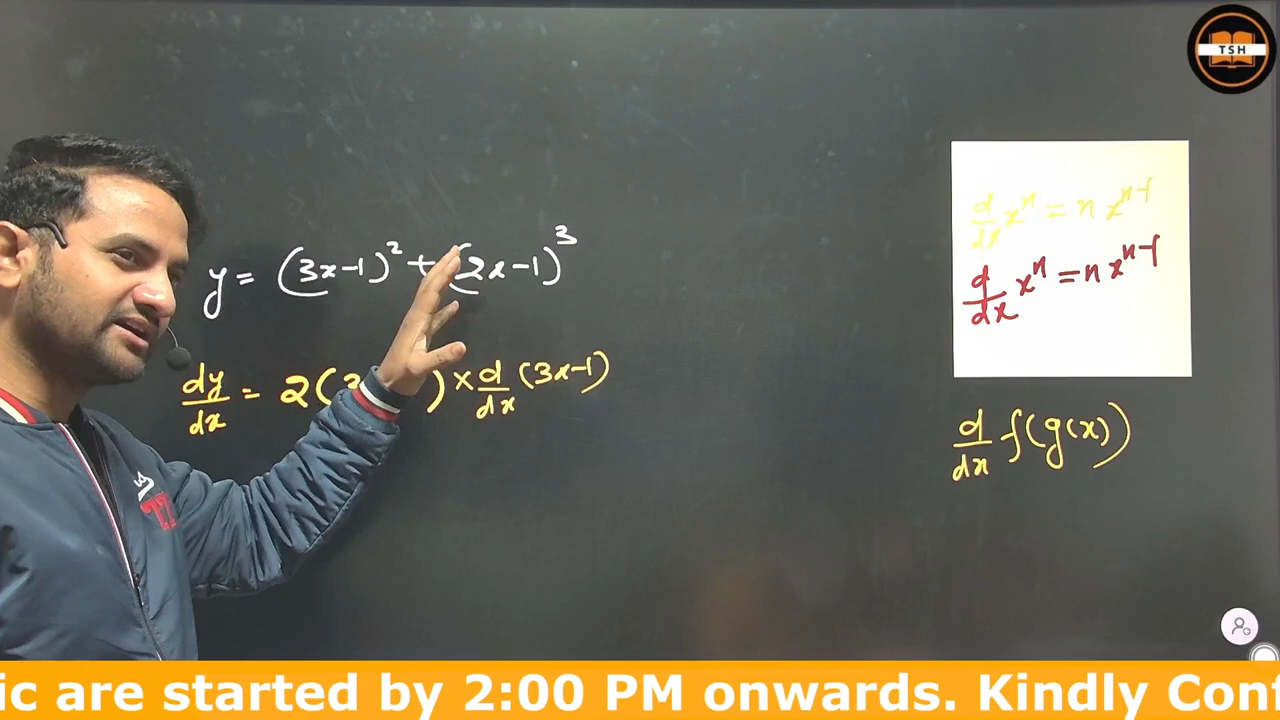 TSH
y = (3x-1)² + (2x-1)³
dy/dx = 2( ) × d/dx (3x-1)
d/dx xⁿ = n xⁿ⁻¹
d/dx xⁿ = n xⁿ⁻¹
d/dx f(g(x))
ic are started by 2:00 PM onwards. Kindly Cont